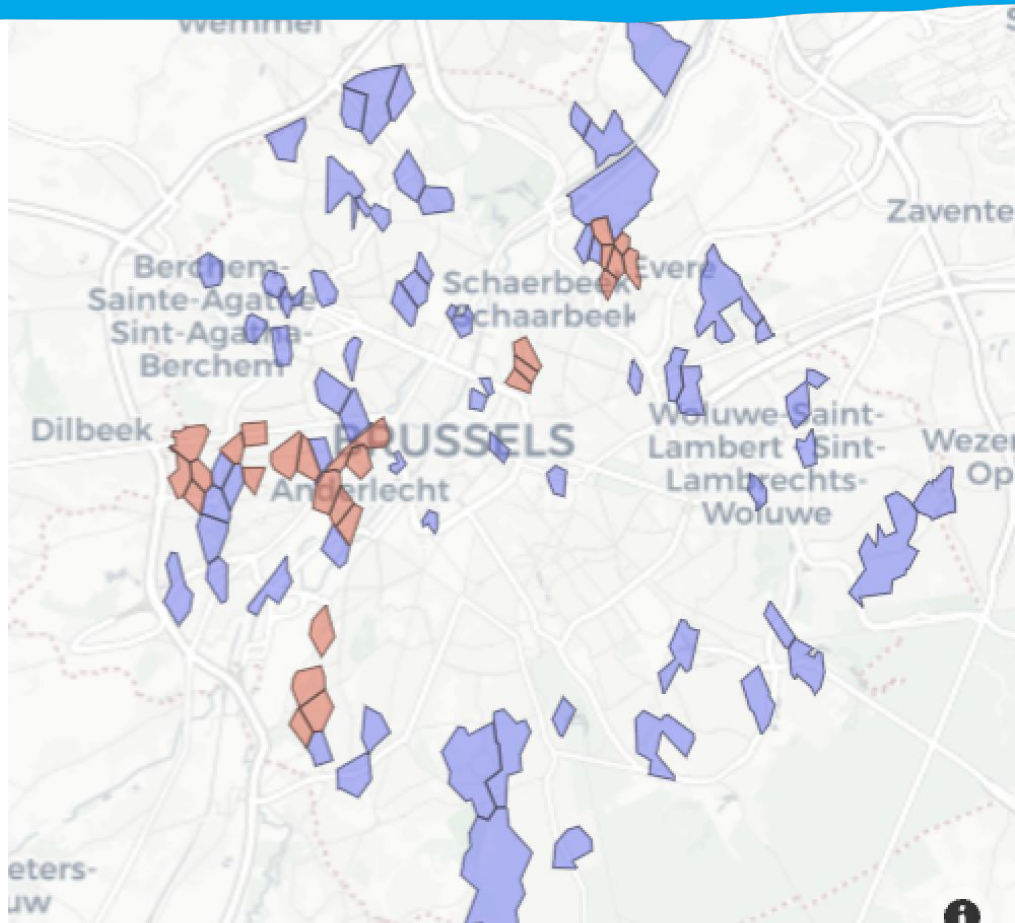 Wemmel
Zavente
Berchem-
Sainte-Agathe
Sint-Agatha-
Berchem
Schaerbeek
Schaarbeek
Evere
Dilbeek
BRUSSELS
Anderlecht
Woluwe-Saint-
Lambert Sint-
Lambrechts-
Woluwe
Wezem
Op
eters-
uw
i